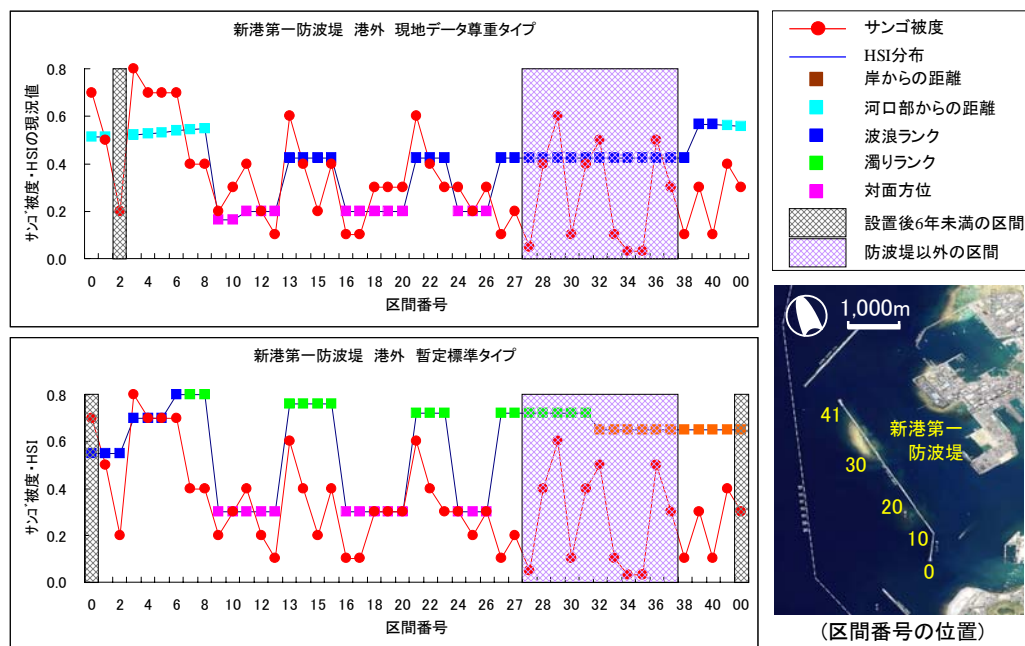 新港第一防波堤 港外 現地データ尊重タイプ
サンゴ被度・HSIの現況値
0.8
0.6
0.4
0.2
0.0
0 2 4 6 8 10 12 13 14 16 18 20 21 24 26 27 28 30 32 34 36 38 40 00
区間番号
新港第一防波堤 港外 暫定標準タイプ
サンゴ被度・HSI
0.8
0.6
0.4
0.2
0.0
0 2 4 6 8 10 12 13 14 16 18 20 21 24 26 27 28 30 32 34 36 38 40 00
区間番号
サンゴ被度
HSI分布
岸からの距離
河口部からの距離
波浪ランク
濁りランク
対面方位
設置後6年未満の区間
防波堤以外の区間
1,000m
41
新港第一
防波堤
30
20
10
0
(区間番号の位置)